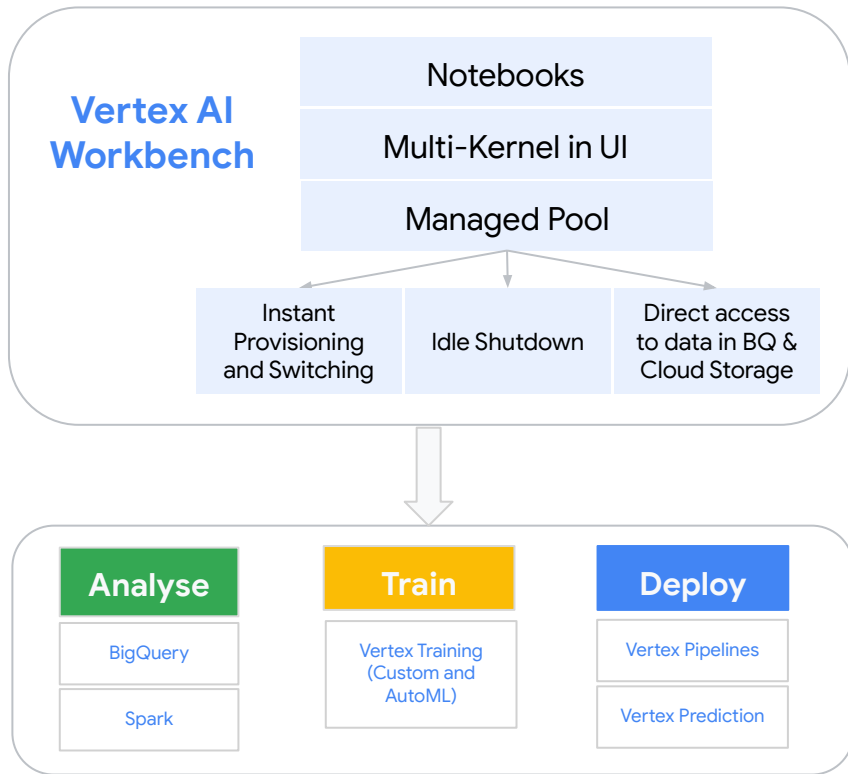 Vertex AI
Workbench
Notebooks
Multi-Kernel in UI
Managed Pool
Instant
Provisioning
and Switching
Idle Shutdown
Direct access
to data in BQ &
Cloud Storage
Analyse
BigQuery
Spark
Train
Vertex Training
(Custom and
AutoML)
Deploy
Vertex Pipelines
Vertex Prediction